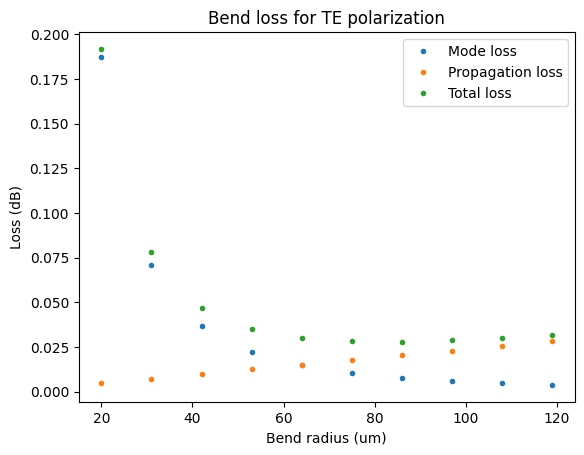 Bend loss for TE polarization
0.200
0.175
0.150
0.125
0.100
0.075
0.050
0.025
0.000
Loss (dB)
Mode loss
Propagation loss
Total loss
20
40
60
80
100
120
Bend radius (um)